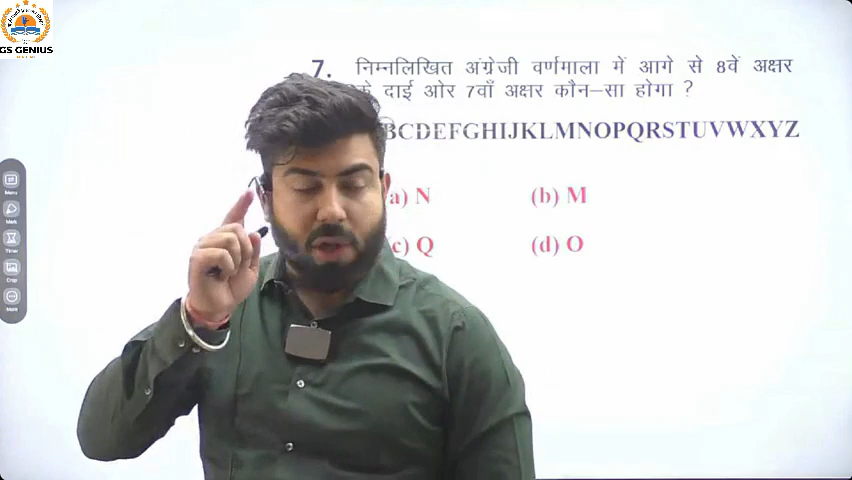 GS GENIUS
7. निम्नलिखित अंग्रेजी वर्णमाला में आगे से 8वें अक्षर
दाई ओर 7वाँ अक्षर कौन–सा होगा ?
BCDEFGHIJKLMNOPQRSTUVWXYZ
a) N (b) M
c) Q (d) O
Menu
Mark
Timer
Crop
More